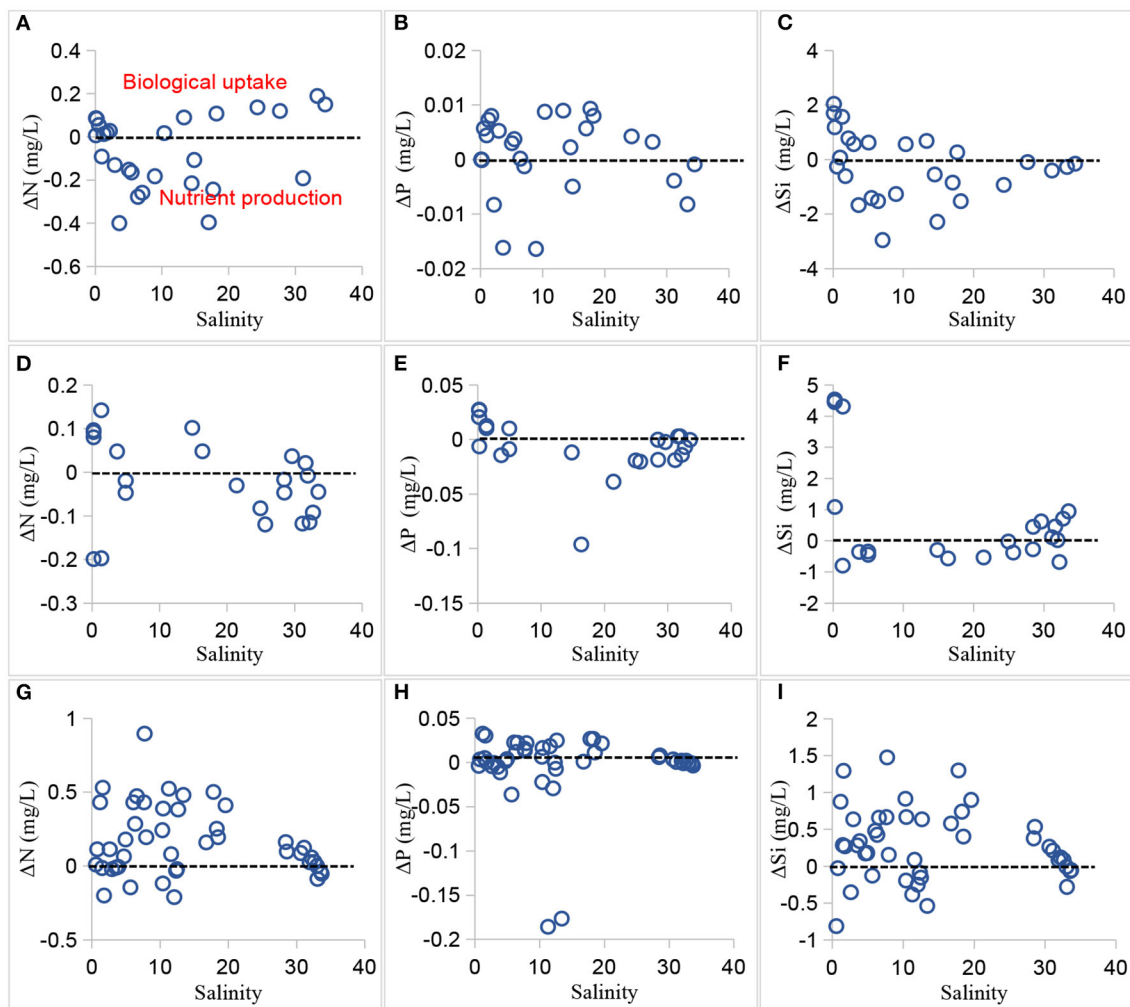 A
ΔN (mg/L)
0.4
0.2
0
-0.2
-0.4
-0.6
Biological uptake
Nutrient production
0 10 20 30 40
Salinity
B
ΔP (mg/L)
0.02
0.01
0
-0.01
-0.02
0 10 20 30 40
Salinity
C
ΔSi (mg/L)
4
2
0
-2
-4
0 10 20 30 40
Salinity
D
ΔN (mg/L)
0.2
0.1
0
-0.1
-0.2
-0.3
0 10 20 30 40
Salinity
E
ΔP (mg/L)
0.05
0
-0.05
-0.1
-0.15
0 10 20 30 40
Salinity
F
ΔSi (mg/L)
5
4
3
2
1
0
-1
-2
0 10 20 30 40
Salinity
G
ΔN (mg/L)
1
0.5
0
-0.5
0 10 20 30 40
Salinity
H
ΔP (mg/L)
0.05
0
-0.05
-0.1
-0.15
-0.2
0 10 20 30 40
Salinity
I
ΔSi (mg/L)
2
1.5
1
0.5
0
-0.5
-1
0 10 20 30 40
Salinity